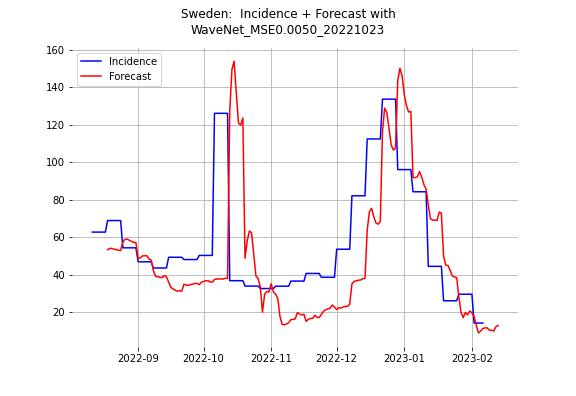 Sweden:  Incidence + Forecast with
WaveNet_MSE0.0050_20221023
Incidence
Forecast
160
140
120
100
80
60
40
20
2022-09 2022-10 2022-11 2022-12 2023-01 2023-02